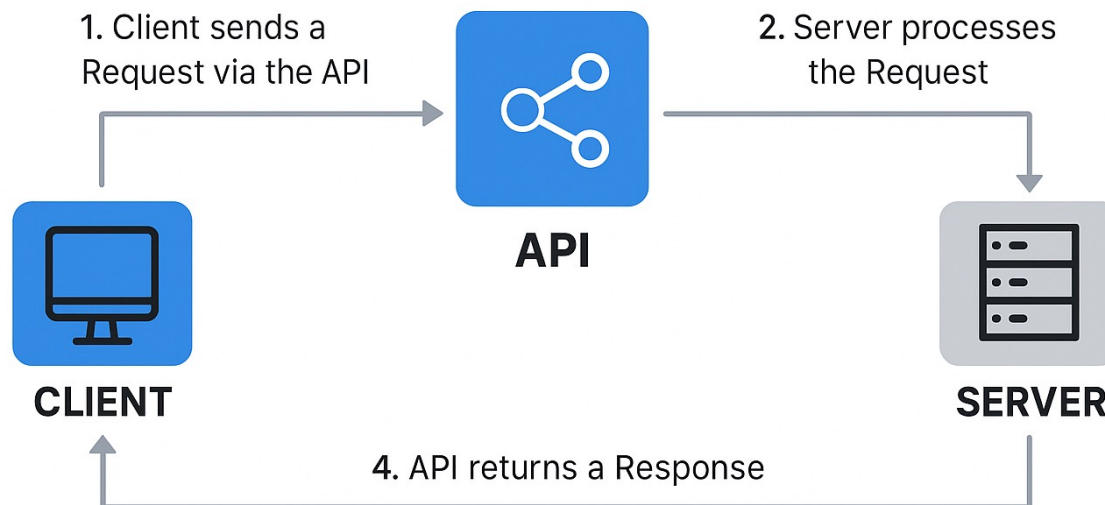 1. Client sends a
Request via the API
2. Server processes
the Request
API
CLIENT
SERVER
4. API returns a Response